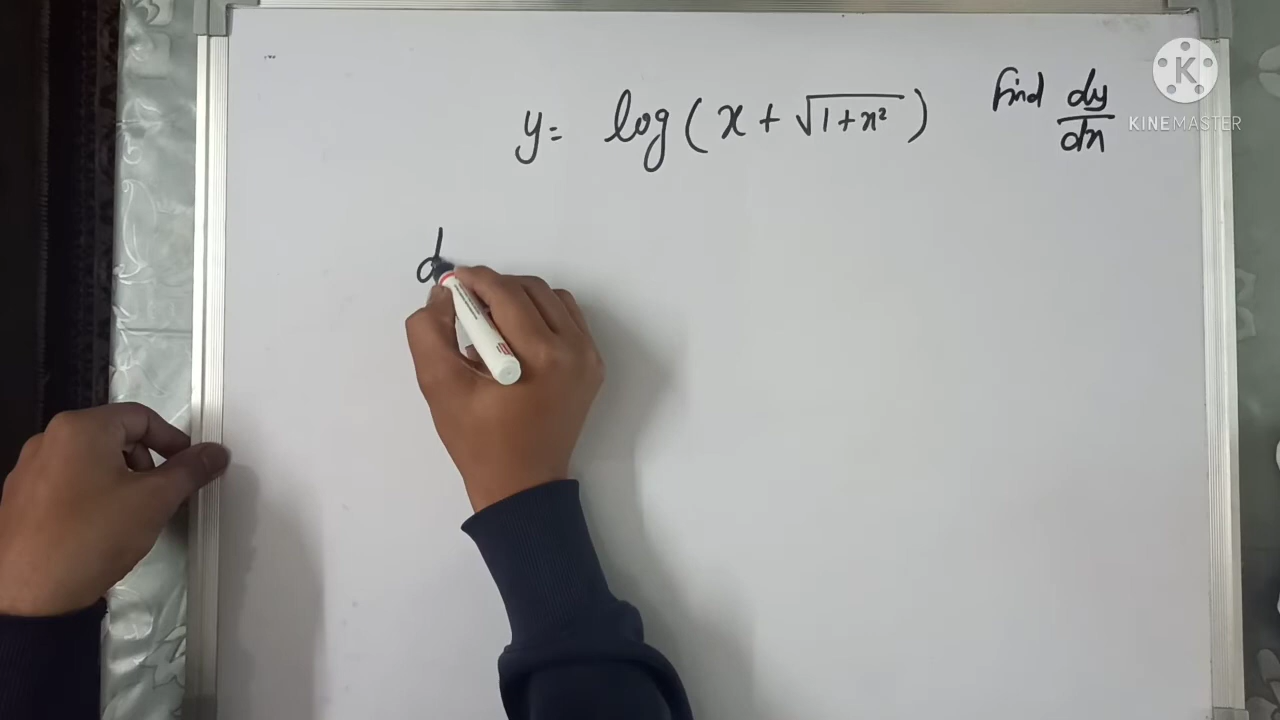 y= log(x + √1+x²) find dy/dx
d
K
KINEMASTER